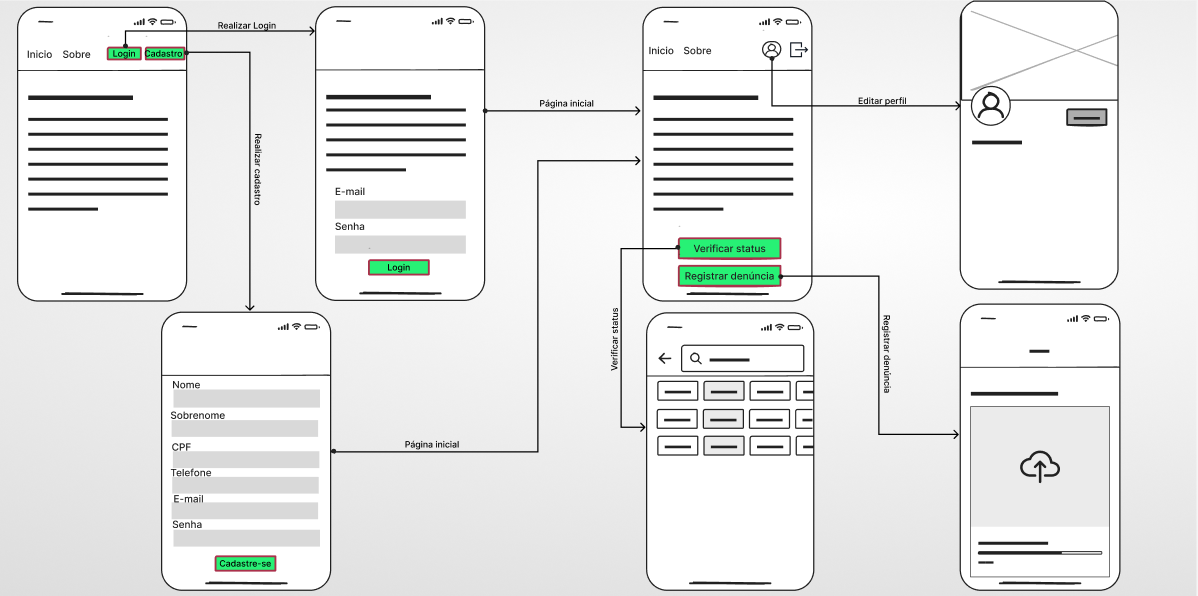 Inicio Sobre Login Cadastro
Realizar Login
Realizar cadastro
E-mail
Senha
Login
Página inicial
Inicio Sobre
Verificar status
Registrar denúncia
Editar perfil
Nome
Sobrenome
CPF
Telefone
E-mail
Senha
Cadastre-se
Página inicial
Verificar status
Registrar denúncia